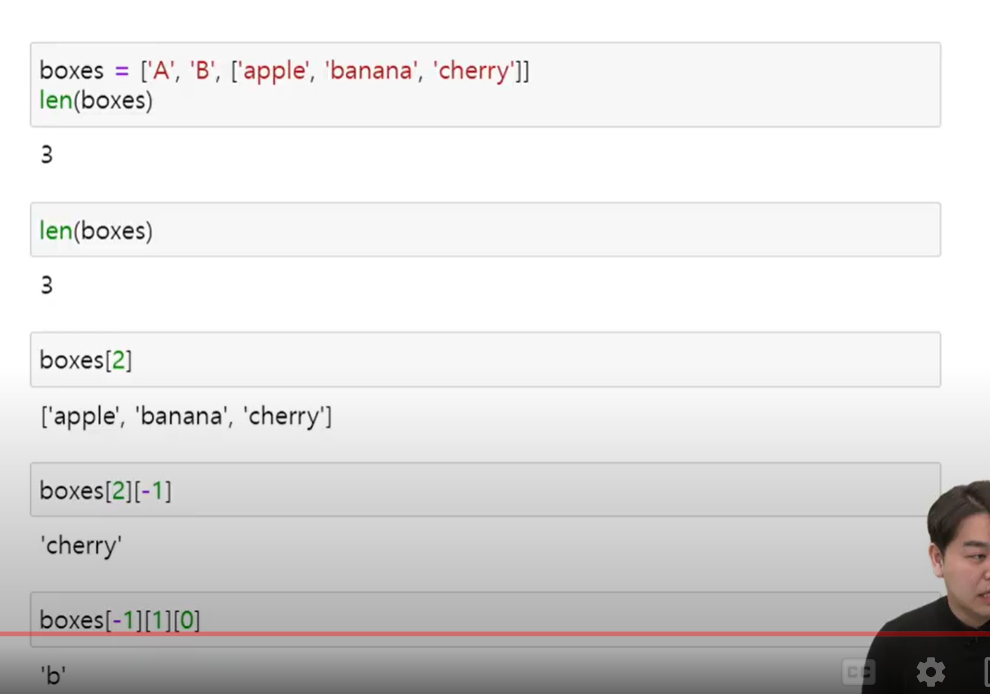 boxes = ['A', 'B', ['apple', 'banana', 'cherry']]
len(boxes)
3
len(boxes)
3
boxes[2]
['apple', 'banana', 'cherry']
boxes[2][-1]
'cherry'
boxes[-1][1][0]
'b'
CC